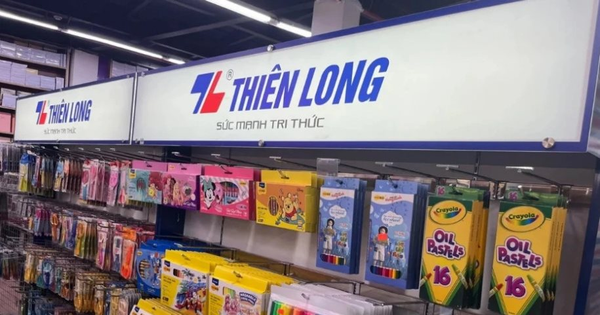 THIÊN LONG
SỨC MẠNH TRI THỨC
®
THIÊN LONG
SỨC MẠNH TRI THỨC
Crayola
OIL
PASTELS
16
Crayola
OIL
PASTELS
16